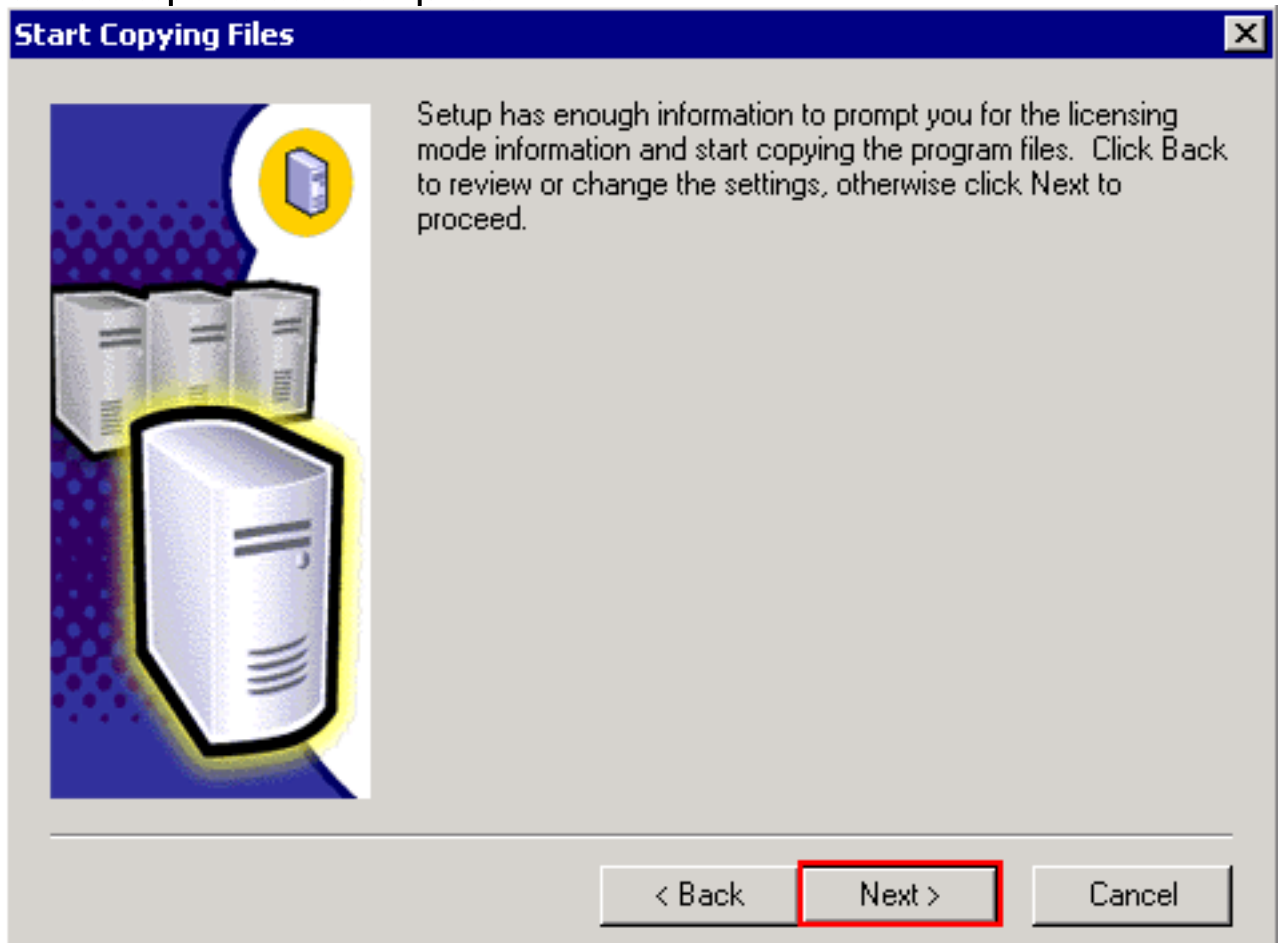 Start Copying Files
Setup has enough information to prompt you for the licensing
mode information and start copying the program files.  Click Back
to review or change the settings, otherwise click Next to
proceed.
< Back
Next >
Cancel